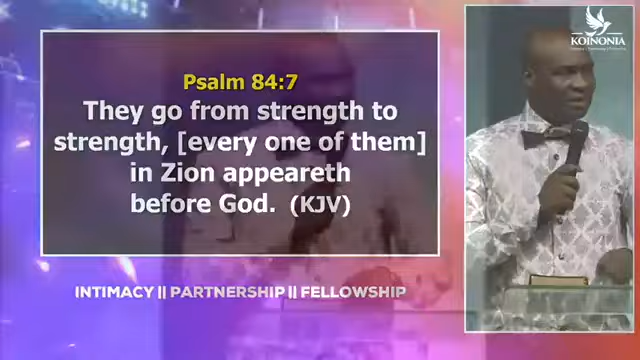 Psalm 84:7
They go from strength to
strength, [every one of them]
in Zion appeareth
before God. (KJV)
INTIMACY || PARTNERSHIP || FELLOWSHIP
KOINONIA